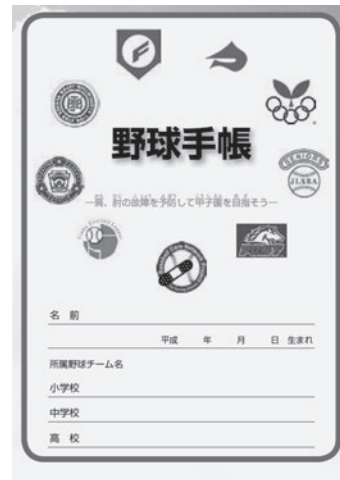 野球手帳
―肩、肘の故障を予防して甲子園を目指そう―
名 前
平成 年 月 日 生まれ
所属野球チーム名
小学校
中学校
高 校